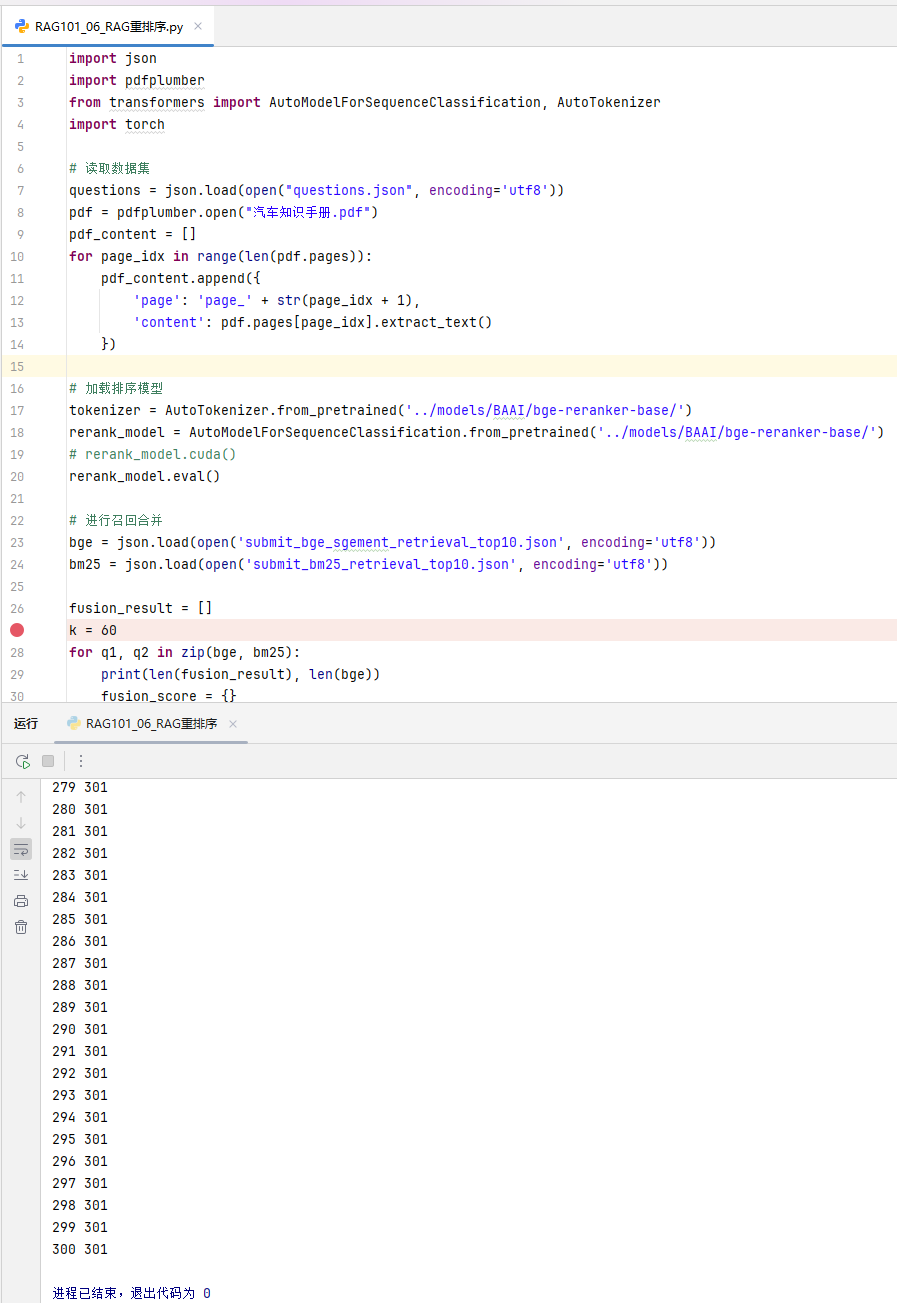 RAG101_06_RAG重排序.py
1 import json
2 import pdfplumber
3 from transformers import AutoModelForSequenceClassification, AutoTokenizer
4 import torch
5
6 # 读取数据集
7 questions = json.load(open("questions.json", encoding='utf8'))
8 pdf = pdfplumber.open("汽车知识手册.pdf")
9 pdf_content = []
10 for page_idx in range(len(pdf.pages)):
11     pdf_content.append({
12         'page': 'page_' + str(page_idx + 1),
13         'content': pdf.pages[page_idx].extract_text()
14     })
15
16 # 加载排序模型
17 tokenizer = AutoTokenizer.from_pretrained('../models/BAAI/bge-reranker-base/')
18 rerank_model = AutoModelForSequenceClassification.from_pretrained('../models/BAAI/bge-reranker-base/')
19 # rerank_model.cuda()
20 rerank_model.eval()
21
22 # 进行召回合并
23 bge = json.load(open('submit_bge_sgement_retrieval_top10.json', encoding='utf8'))
24 bm25 = json.load(open('submit_bm25_retrieval_top10.json', encoding='utf8'))
25
26 fusion_result = []
k = 60
28 for q1, q2 in zip(bge, bm25):
29     print(len(fusion_result), len(bge))
30     fusion_score = {}
运行 RAG101_06_RAG重排序
279 301
280 301
281 301
282 301
283 301
284 301
285 301
286 301
287 301
288 301
289 301
290 301
291 301
292 301
293 301
294 301
295 301
296 301
297 301
298 301
299 301
300 301
进程已结束，退出代码为 0